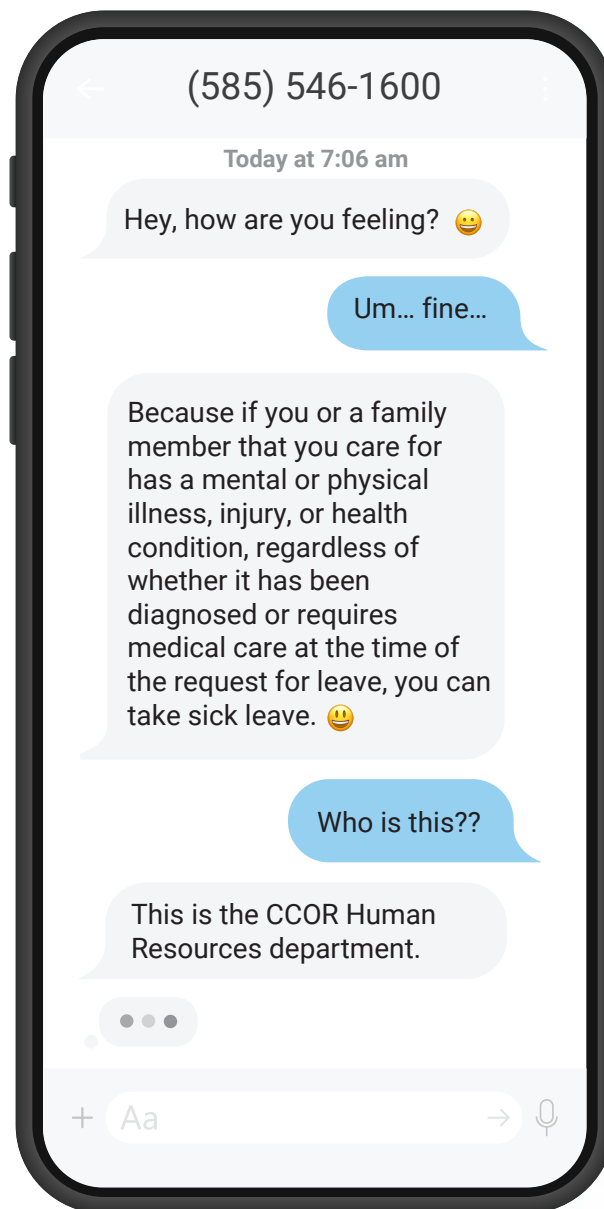 (585) 546-1600
Today at 7:06 am
Hey, how are you feeling? 😀
Um... fine...
Because if you or a family
member that you care for
has a mental or physical
illness, injury, or health
condition, regardless of
whether it has been
diagnosed or requires
medical care at the time of
the request for leave, you can
take sick leave. 😃
Who is this??
This is the CCOR Human
Resources department.
Aa